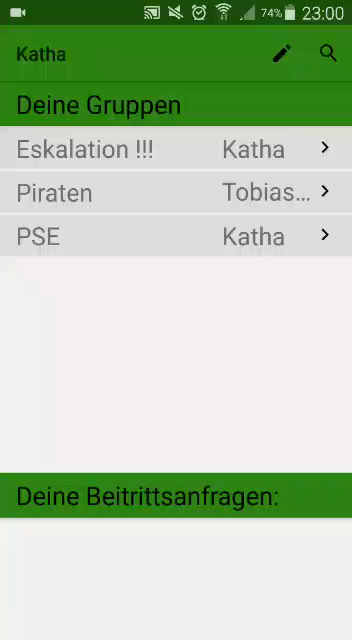 74% 23:00
Katha
Deine Gruppen
Eskalation !!! Katha
Piraten Tobias...
PSE Katha
Deine Beitrittsanfragen: